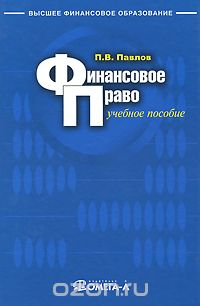 ВЫСШЕЕ ФИНАНСОВОЕ ОБРАЗОВАНИЕ
П.В. Павлов
Финансовое
Право
учебное пособие
ОМЕГА-Л
OZON.RU